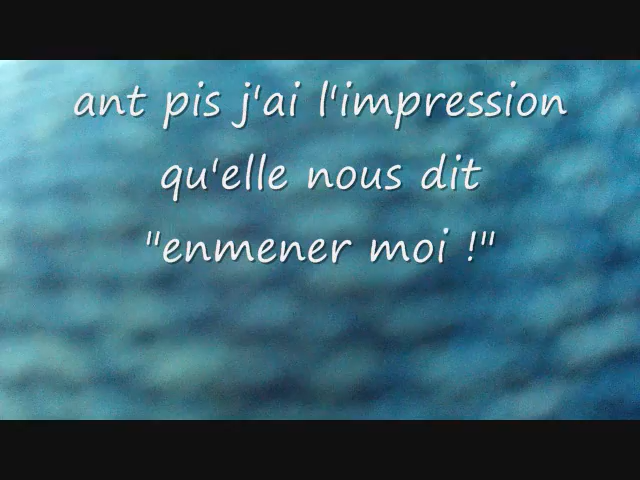 ant pis j'ai l'impression
qu'elle nous dit
"enmener moi !"